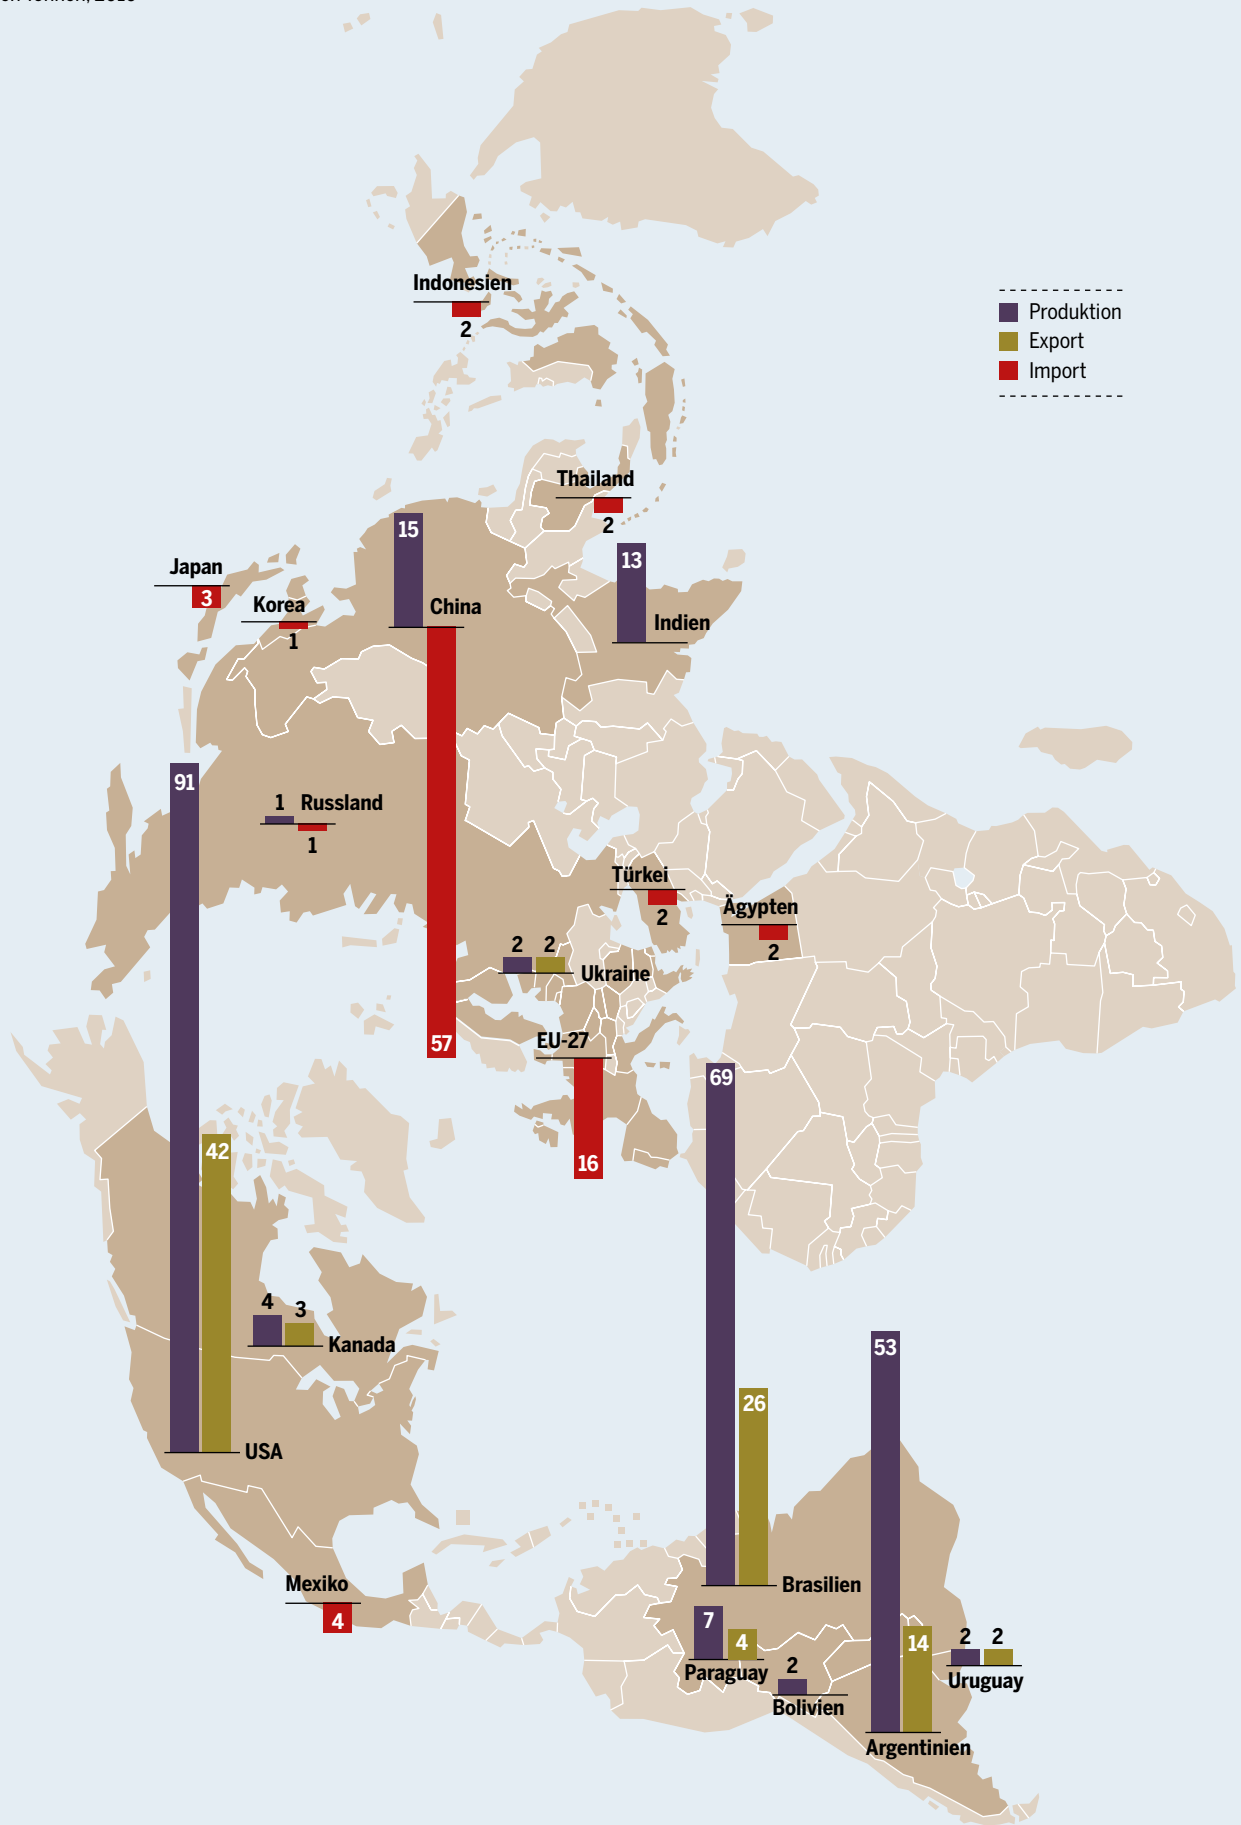 Indonesien
2
Produktion
Export
Import
Thailand
2
15
13
Japan
3
Korea
1
China
Indien
91
1 Russland
1
Türkei
2
Ägypten
2
2 2
Ukraine
EU-27
57
69
42
16
4 3
Kanada
53
26
USA
Mexiko
4
Brasilien
7
4
Paraguay
2
Bolivien
14
2 2
Uruguay
Argentinien